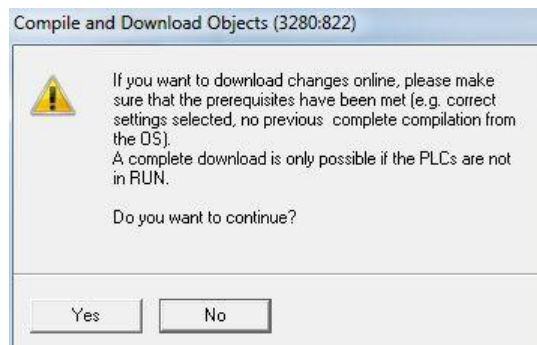 Compile and Download Objects (3280:822)
If you want to download changes online, please make
sure that the prerequisites have been met (e.g. correct
settings selected, no previous  complete compilation from
the OS).
A complete download is only possible if the PLCs are not
in RUN.
Do you want to continue?
Yes
No